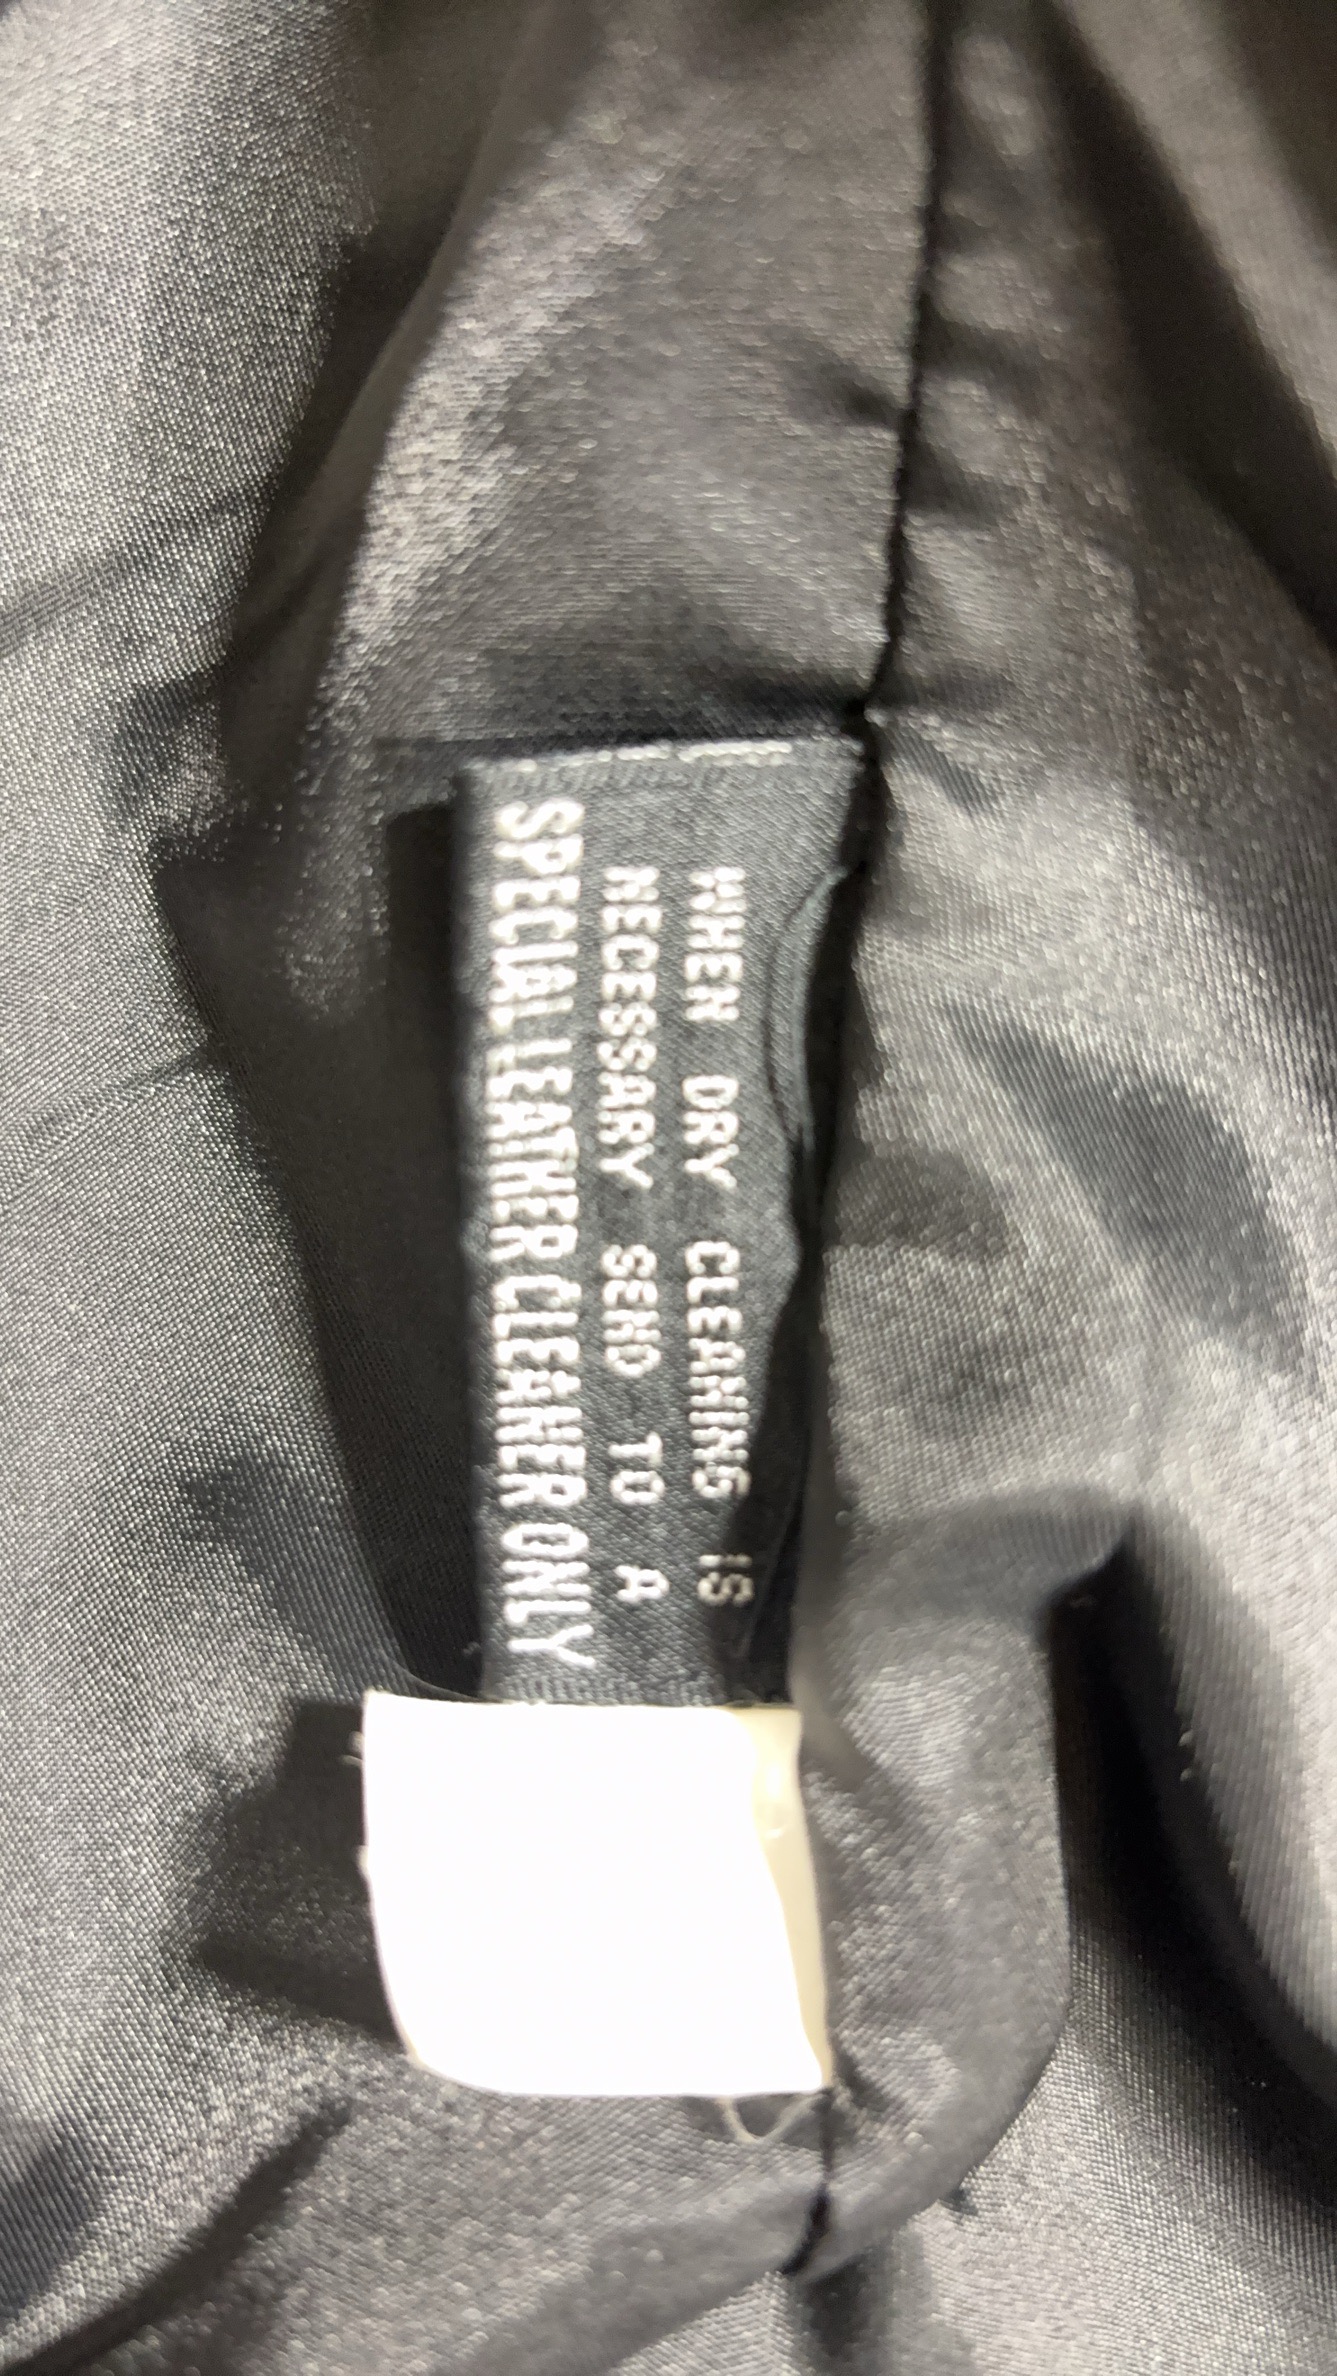 WHEN DRY CLEANING IS
NECESSARY SEND TO A
SPECIAL LEATHER CLEANER ONLY